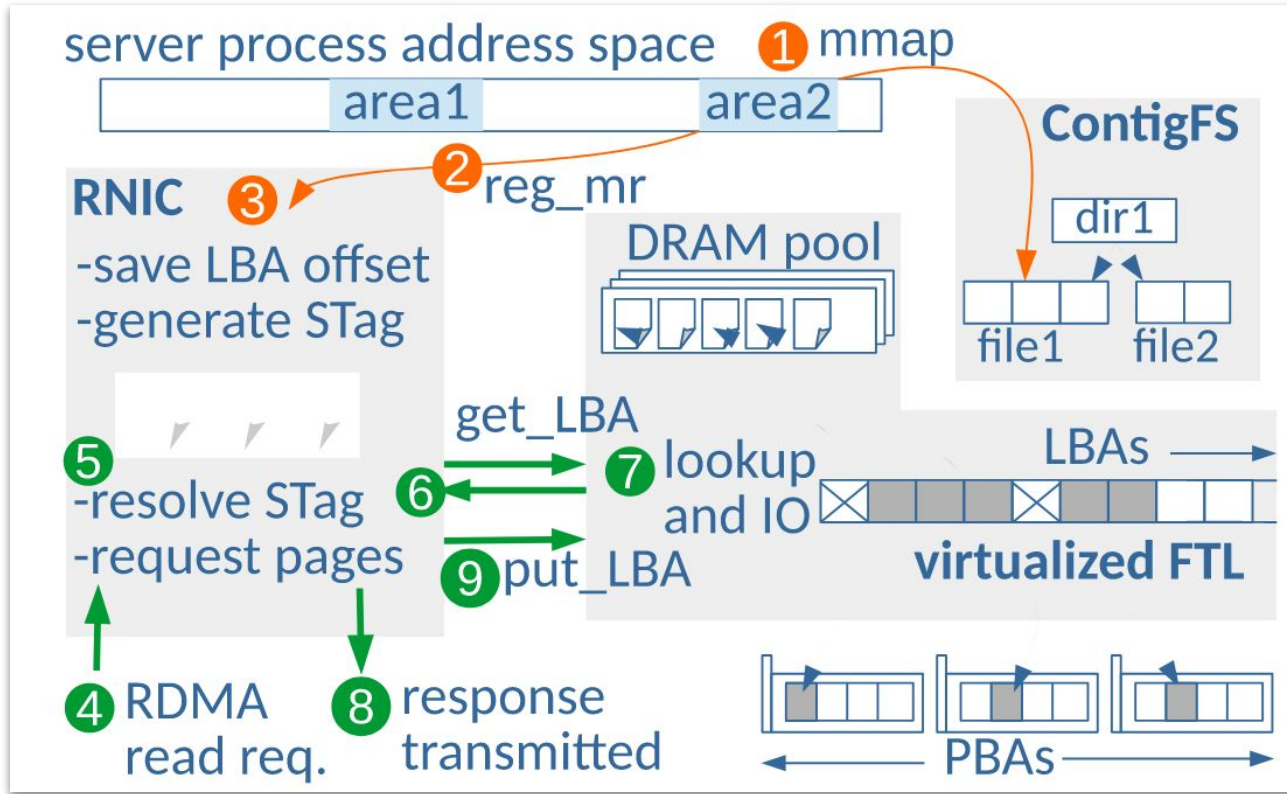 server process address space
1 mmap
area1
area2
ContigFS
2 reg_mr
RNIC
3
-save LBA offset
-generate STag
DRAM pool
dir1
file1
file2
get_LBA
5
6
7 lookup
and IO
LBAs
-resolve STag
-request pages
9 put_LBA
virtualized FTL
4 RDMA
read req.
8 response
transmitted
PBAs